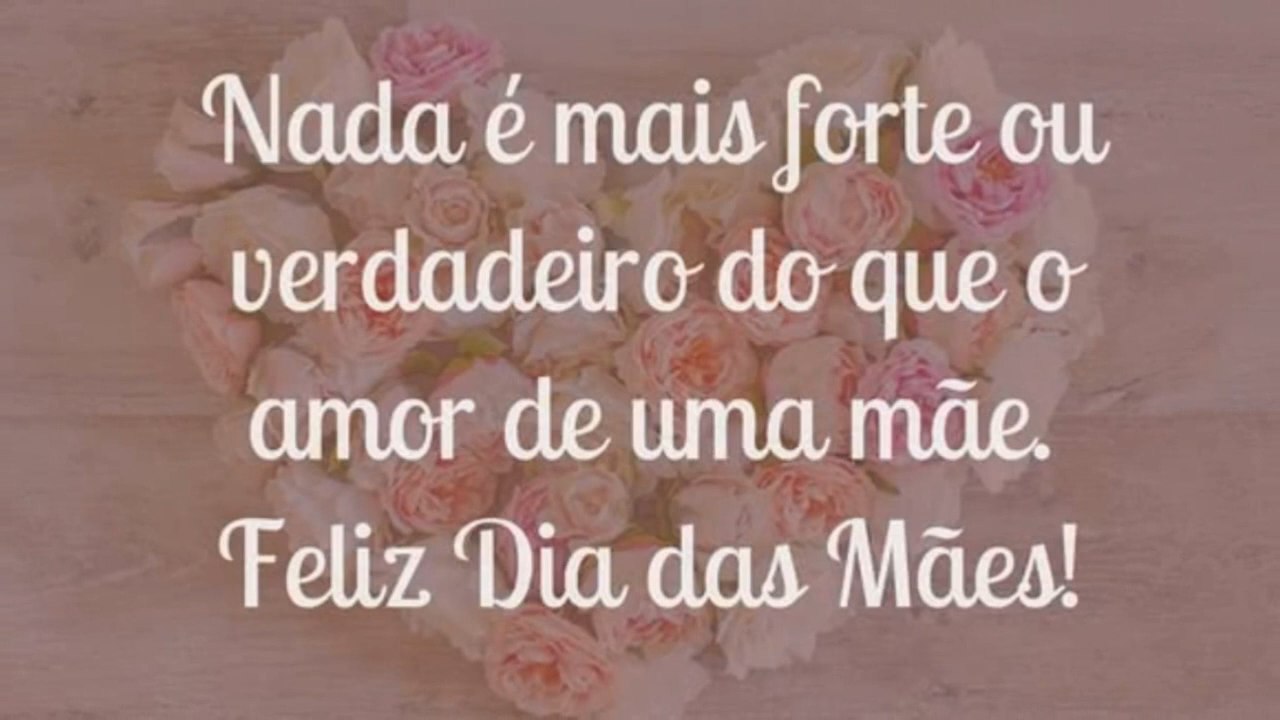 Nada é mais forte ou
verdadeiro do que o
amor de uma mãe.
Feliz Dia das Mães!